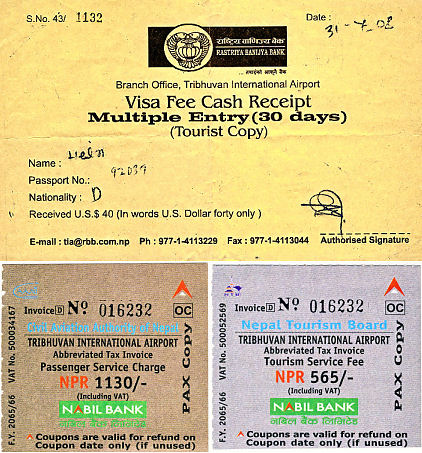 S.No. 43/ 1132
Date :
राष्ट्रिय वाणिज्य बैंक
RASTRIYA BANIJYA BANK
Branch Office, Tribhuvan International Airport
Visa Fee Cash Receipt
Multiple Entry(30 days)
(Tourist Copy)
Name :
Passport No.:
Nationality : D
Received U.S.$ 40 (In words U.S. Dollar forty only )
E-mail : tia@rbb.com.np Ph : 977-1-4113229 Fax : 977-1-4113044 Authorised Signature
Invoice D No 016232
OC
Civil Aviation Authority of Nepal
TRIBHUVAN INTERNATIONAL AIRPORT
Abbreviated Tax Invoice
Passenger Service Charge
NPR 1130/-
(Including VAT)
NABIL BANK
नबिल बैंक लिमिटेड
Coupons are valid for refund on
Coupon date only (if unused)
F.Y. 2065/66 VAT No. 500034167
PAX Copy
Invoice D No 016232
OC
Nepal Tourism Board
TRIBHUVAN INTERNATIONAL AIRPORT
Abbreviated Tax Invoice
Tourism Service Fee
NPR 565/-
(Including VAT)
NABIL BANK
नबिल बैंक लिमिटेड
Coupons are valid for refund on
Coupon date only (if unused)
F.Y. 2065/66 VAT No. 500052569
PAX Copy